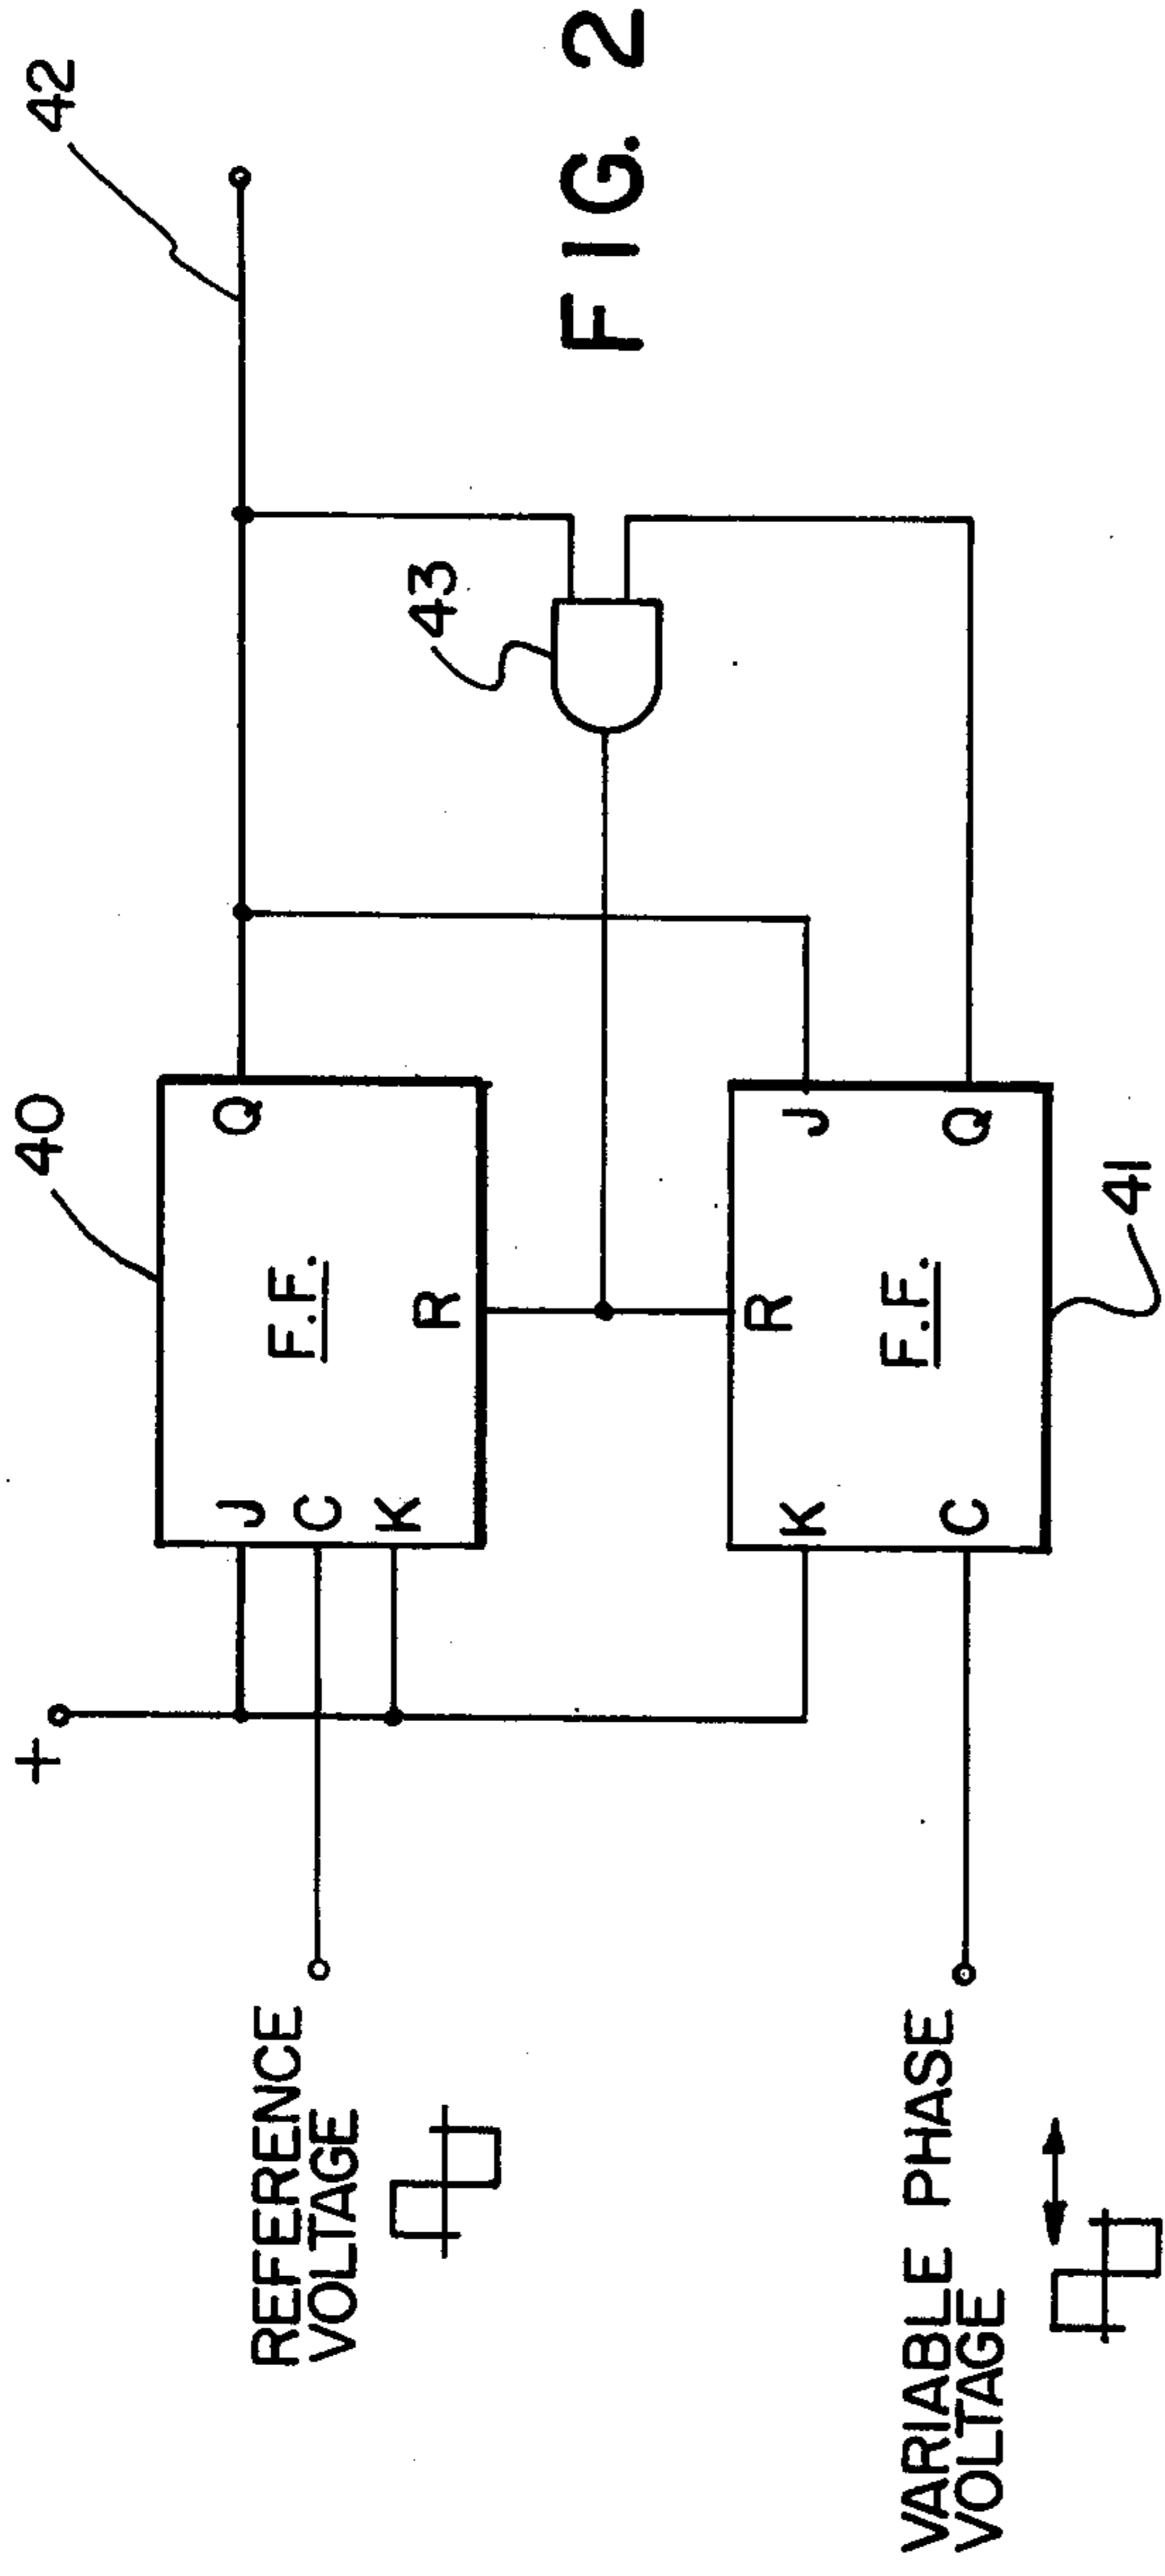 42
40
+
J
C
K
Q
R
F.F.
REFERENCE
VOLTAGE
43
FIG. 2
R
K
C
J
Q
F.F.
41
VARIABLE PHASE
VOLTAGE